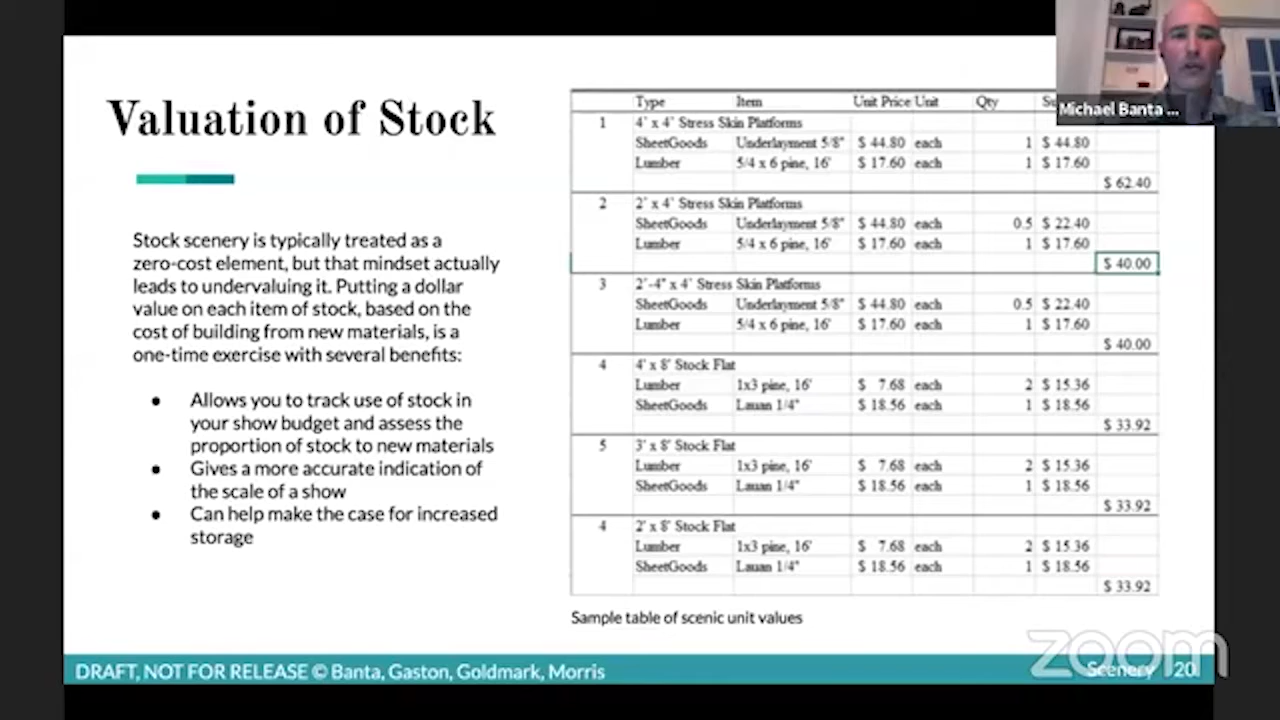 Valuation of Stock
Stock scenery is typically treated as a
zero-cost element, but that mindset actually
leads to undervaluing it. Putting a dollar
value on each item of stock, based on the
cost of building from new materials, is a
one-time exercise with several benefits:
● Allows you to track use of stock in
your show budget and assess the
proportion of stock to new materials
● Gives a more accurate indication of
the scale of a show
● Can help make the case for increased
storage
Type Item Unit Price Unit Qty
1 4' x 4' Stress Skin Platforms
SheetGoods Underlayment 5/8" $ 44.80 each 1 $ 44.80
Lumber 5/4 x 6 pine, 16' $ 17.60 each 1 $ 17.60
$ 62.40
2 2' x 4' Stress Skin Platforms
SheetGoods Underlayment 5/8" $ 44.80 each 0.5 $ 22.40
Lumber 5/4 x 6 pine, 16' $ 17.60 each 1 $ 17.60
$ 40.00
3 2'-4" x 4' Stress Skin Platforms
SheetGoods Underlayment 5/8" $ 44.80 each 0.5 $ 22.40
Lumber 5/4 x 6 pine, 16' $ 17.60 each 1 $ 17.60
$ 40.00
4 4' x 8' Stock Flat
Lumber 1x3 pine, 16' $ 7.68 each 2 $ 15.36
SheetGoods Lauan 1/4" $ 18.56 each 1 $ 18.56
$ 33.92
5 3' x 8' Stock Flat
Lumber 1x3 pine, 16' $ 7.68 each 2 $ 15.36
SheetGoods Lauan 1/4" $ 18.56 each 1 $ 18.56
$ 33.92
4 2' x 8' Stock Flat
Lumber 1x3 pine, 16' $ 7.68 each 2 $ 15.36
SheetGoods Lauan 1/4" $ 18.56 each 1 $ 18.56
$ 33.92
Sample table of scenic unit values
Michael Banta ...
DRAFT, NOT FOR RELEASE © Banta, Gaston, Goldmark, Morris
Scenery 20
zoom